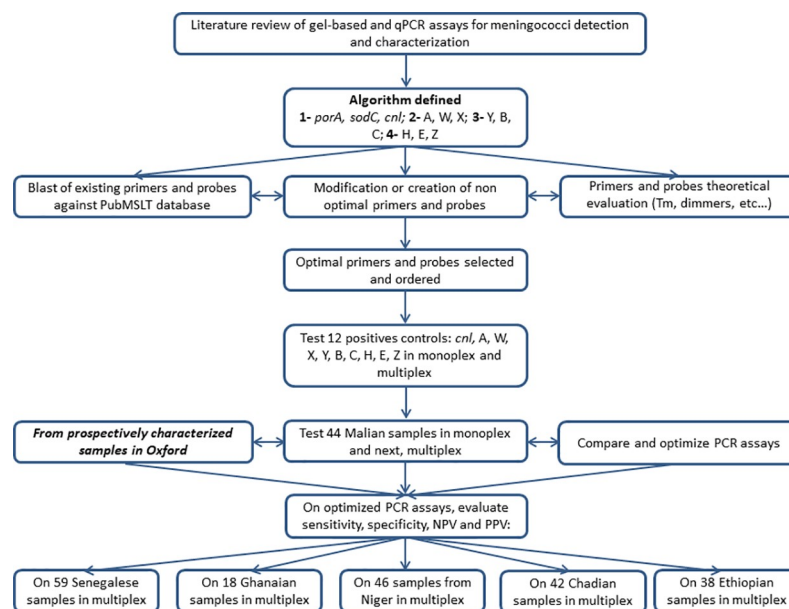 Literature review of gel-based and qPCR assays for meningococci detection
and characterization
Algorithm defined
1- porA, sodC, cnl; 2- A, W, X; 3- Y, B,
C; 4- H, E, Z
Blast of existing primers and probes
against PubMSLT database
Modification or creation of non
optimal primers and probes
Primers and probes theoretical
evaluation (Tm, dimmers, etc...)
Optimal primers and probes selected
and ordered
Test 12 positives controls: cnl, A, W,
X, Y, B, C, H, E, Z in monoplex and
multiplex
From prospectively characterized
samples in Oxford
Test 44 Malian samples in monoplex
and next, multiplex
Compare and optimize PCR assays
On optimized PCR assays, evaluate
sensitivity, specificity, NPV and PPV:
On 59 Senegalese
samples in multiplex
On 18 Ghanaian
samples in multiplex
On 46 samples from
Niger in multiplex
On 42 Chadian
samples in multiplex
On 38 Ethiopian
samples in multiplex